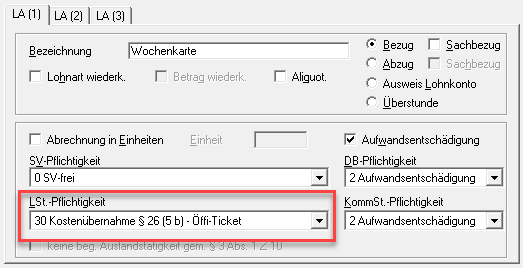 LA (1) LA (2) LA (3)
Bezeichnung Wochenkarte
Bezug Sachbezug
Abzug Sachbezug
Lohnart wiederk. Betrag wiederk. Aliquot.
Ausweis Lohnkonto
Überstunde
Abrechnung in Einheiten Einheit Aufwandsentschädigung
SV-Pflichtigkeit DB-Pflichtigkeit
0 SV-frei 2 Aufwandsentschädigung
LSt.-Pflichtigkeit KommSt.-Pflichtigkeit
30 Kostenübernahme § 26 (5 b) - Öffi-Ticket 2 Aufwandsentschädigung
keine beg. Auslandstätigkeit gem. § 3 Abs. 1 Z 10